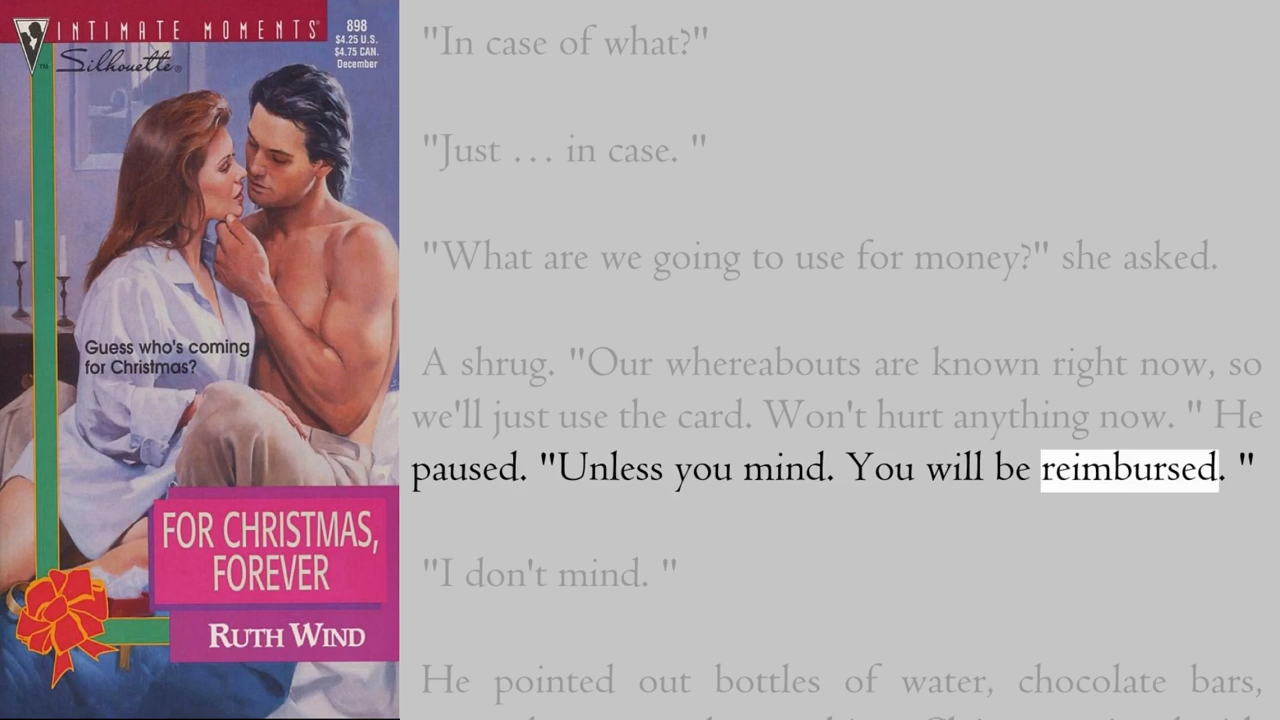 INTIMATE MOMENTS®
Silhouette®
TM
898
$4.25 U.S.
$4.75 CAN.
December
Guess who's coming
for Christmas?
FOR CHRISTMAS,
FOREVER
RUTH WIND
"In case of what?"
"Just … in case. "
"What are we going to use for money?" she asked.
A shrug. "Our whereabouts are known right now, so
we'll just use the card. Won't hurt anything now. " He
paused. "Unless you mind. You will be reimbursed. "
"I don't mind. "
He pointed out bottles of water, chocolate bars,